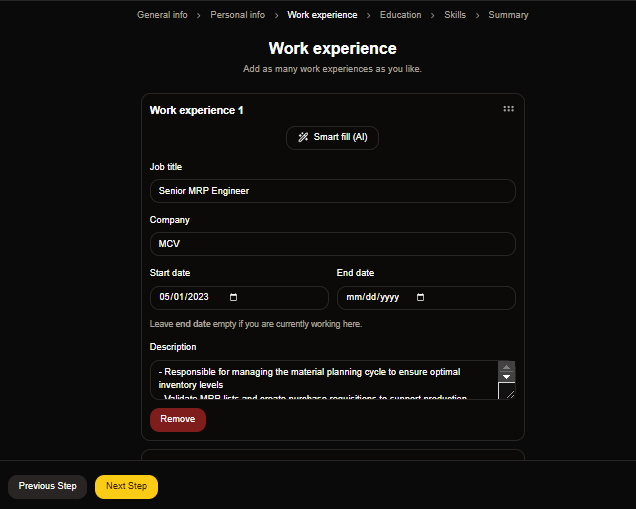 General info > Personal info > Work experience > Education > Skills > Summary
Work experience
Add as many work experiences as you like.
Work experience 1
Smart fill (AI)
Job title
Senior MRP Engineer
Company
MCV
Start date
End date
05/01/2023
mm/dd/yyyy
Leave end date empty if you are currently working here.
Description
- Responsible for managing the material planning cycle to ensure optimal
inventory levels
- Validate MRP lists and create purchase requisitions to support production
Remove
Previous Step
Next Step